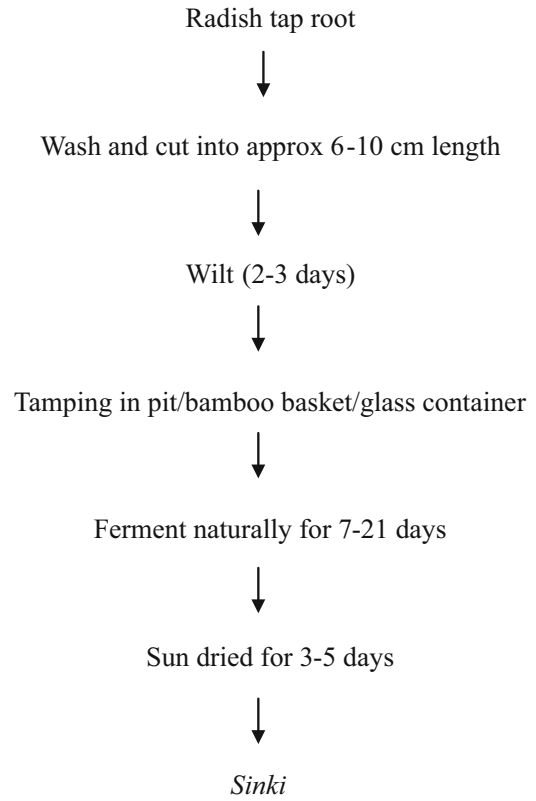 Radish tap root
Wash and cut into approx 6-10 cm length
Wilt (2-3 days)
Tamping in pit/bamboo basket/glass container
Ferment naturally for 7-21 days
Sun dried for 3-5 days
Sinki